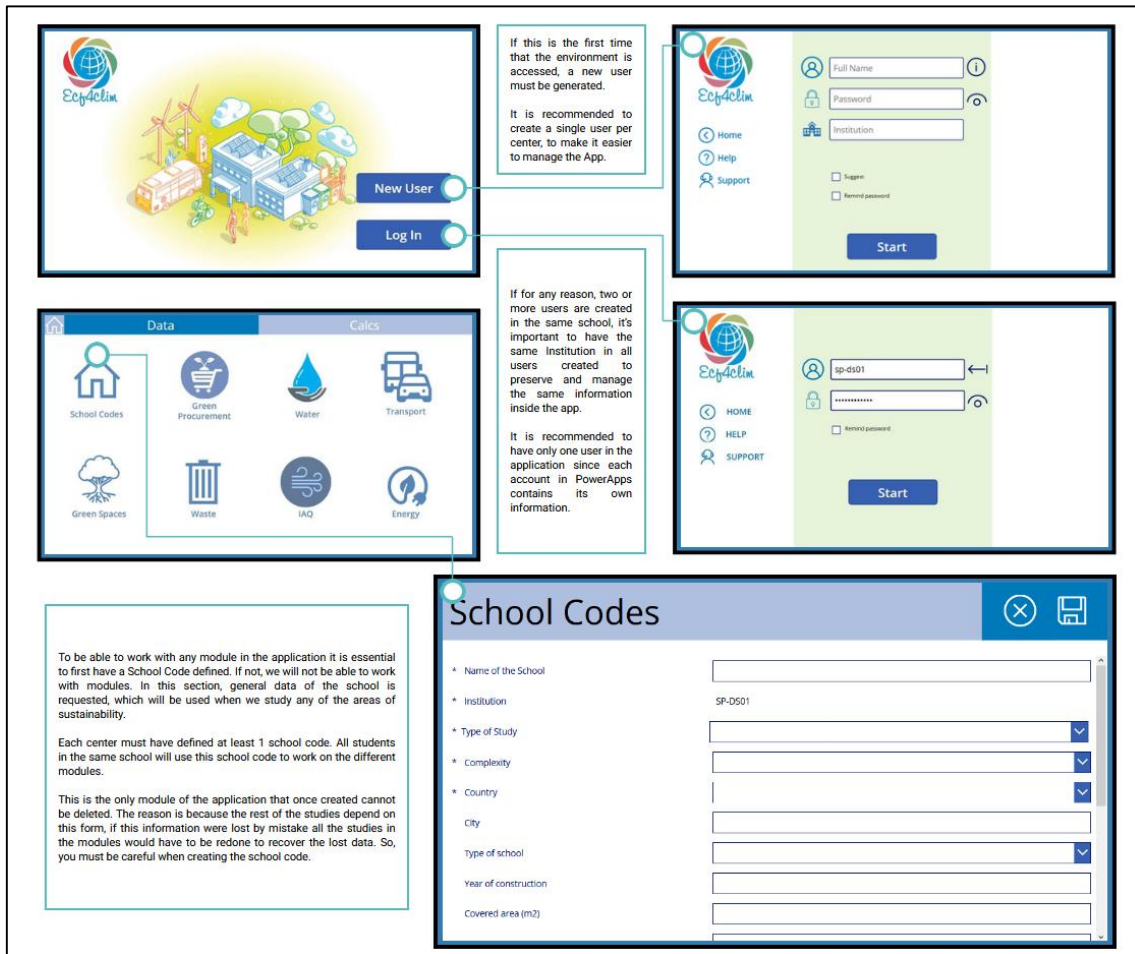 Ecf4clim
New User
Log In
If this is the first time
that the environment is
accessed, a new user
must be generated.
It is recommended to
create a single user per
center, to make it easier
to manage the App.
Ecf4clim
Home
Help
Support
Full Name
Password
Institution
Suggest
Remind password
Start
Data
Calcs
School Codes
Green
Procurement
Water
Transport
Green Spaces
Waste
IAQ
Energy
If for any reason, two or
more users are created
in the same school, it's
important to have the
same Institution in all
users created to
preserve and manage
the same information
inside the app.
It is recommended to
have only one user in the
application since each
account in PowerApps
contains its own
information.
Ecf4clim
HOME
HELP
SUPPORT
sp-ds01
••••••••••••
Remind password
Start
To be able to work with any module in the application it is essential
to first have a School Code defined. If not, we will not be able to work
with modules. In this section, general data of the school is
requested, which will be used when we study any of the areas of
sustainability.
Each center must have defined at least 1 school code. All students
in the same school will use this school code to work on the different
modules.
This is the only module of the application that once created cannot
be deleted. The reason is because the rest of the studies depend on
this form, if this information were lost by mistake all the studies in
the modules would have to be redone to recover the lost data. So,
you must be careful when creating the school code.
School Codes
* Name of the School
* Institution SP-DS01
* Type of Study
* Complexity
* Country
City
Type of school
Year of construction
Covered area (m2)